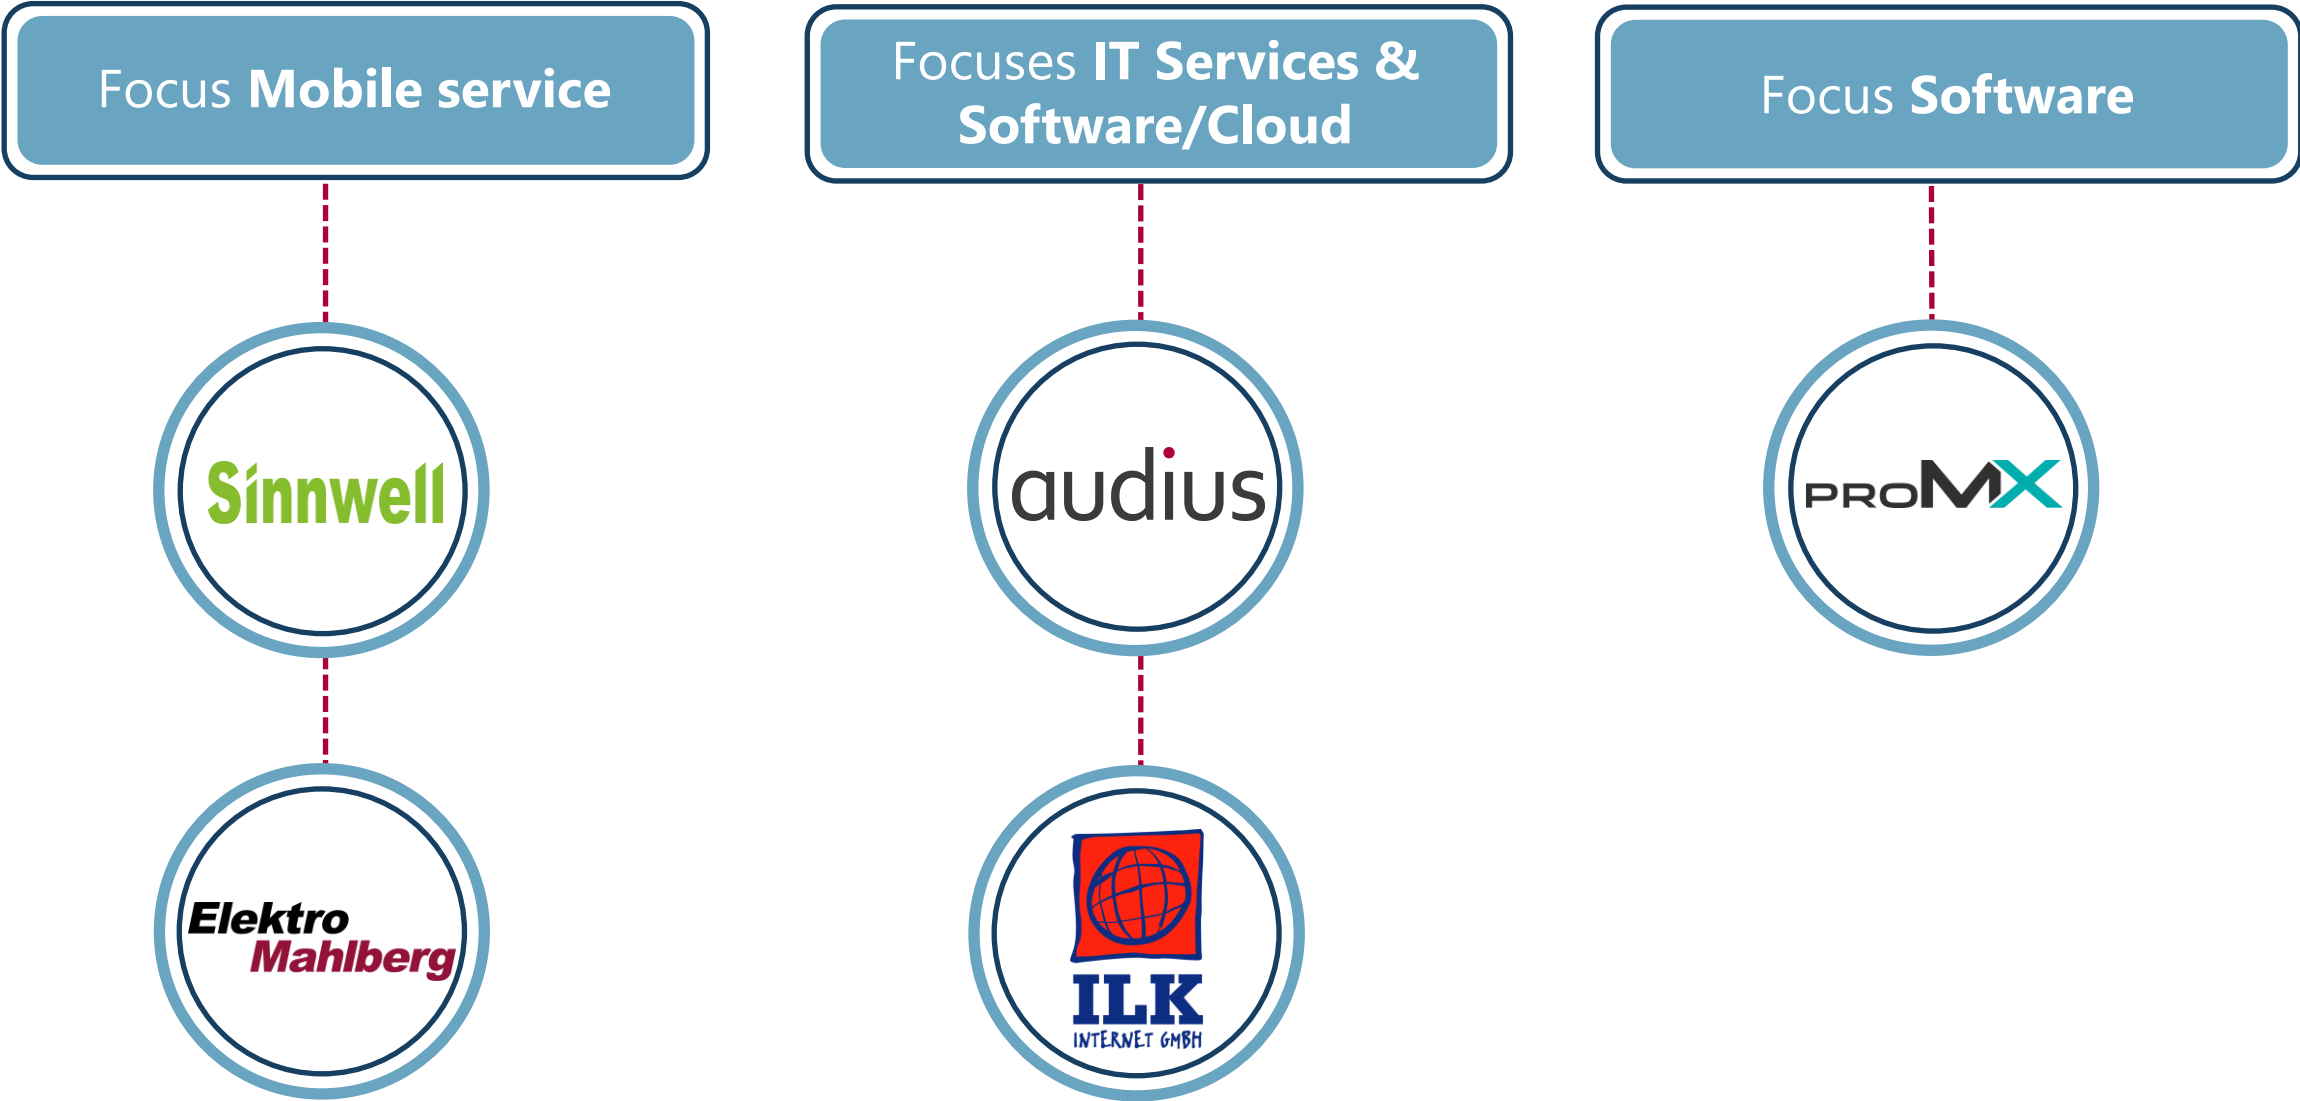 Focus Mobile service
Focuses IT Services &
Software/Cloud
Focus Software
Sinnwell
audius
PROMX
Elektro
Mahlberg
ILK
INTERNET GMBH